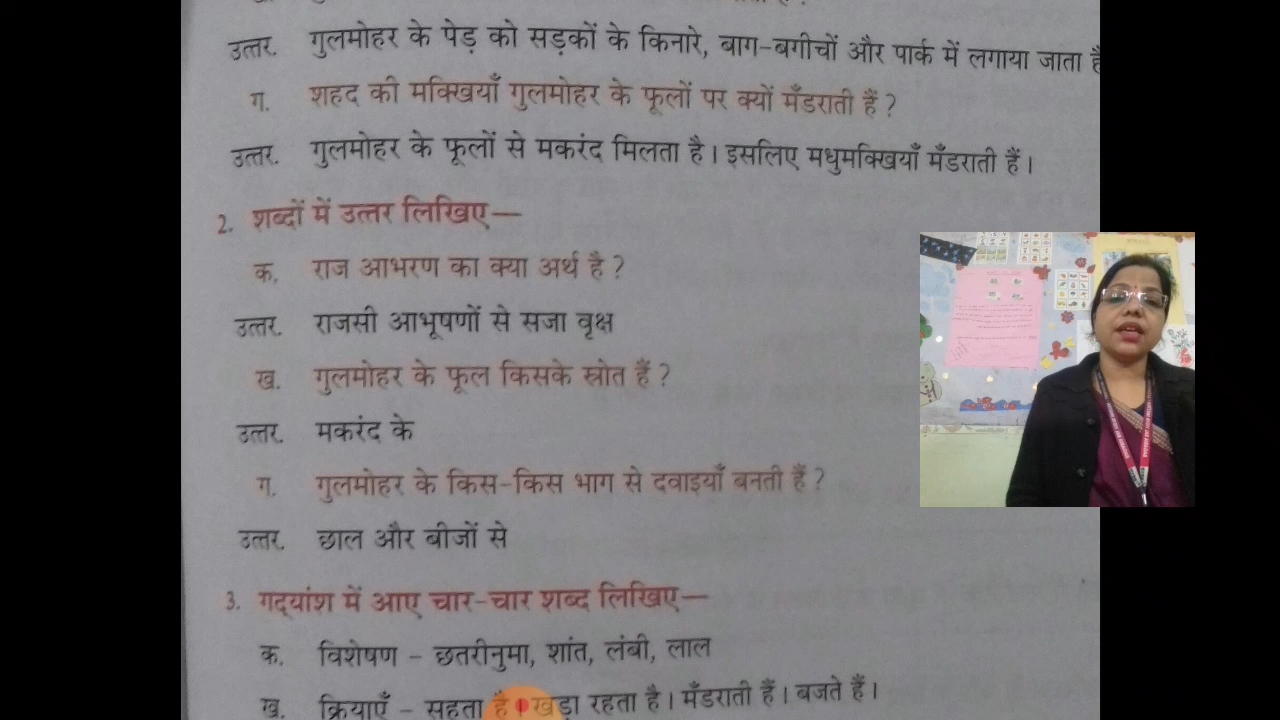 उत्तर. गुलमोहर के पेड़ को सड़कों के किनारे, बाग-बगीचों और पार्क में लगाया जाता है
ग. शहद की मक्खियाँ गुलमोहर के फूलों पर क्यों मँडराती हैं ?
उत्तर. गुलमोहर के फूलों से मकरंद मिलता है। इसलिए मधुमक्खियाँ मँडराती हैं।
2. शब्दों में उत्तर लिखिए—
क. राज आभरण का क्या अर्थ है ?
उत्तर. राजसी आभूषणों से सजा वृक्ष
ख. गुलमोहर के फूल किसके स्रोत हैं ?
उत्तर. मकरंद के
ग. गुलमोहर के किस-किस भाग से दवाइयाँ बनती हैं ?
उत्तर. छाल और बीजों से
3. गद्यांश में आए चार-चार शब्द लिखिए—
क. विशेषण – छतरीनुमा, शांत, लंबी, लाल
ख. क्रियाएँ – सहता है। खड़ा रहता है। मँडराती हैं। बजते हैं।